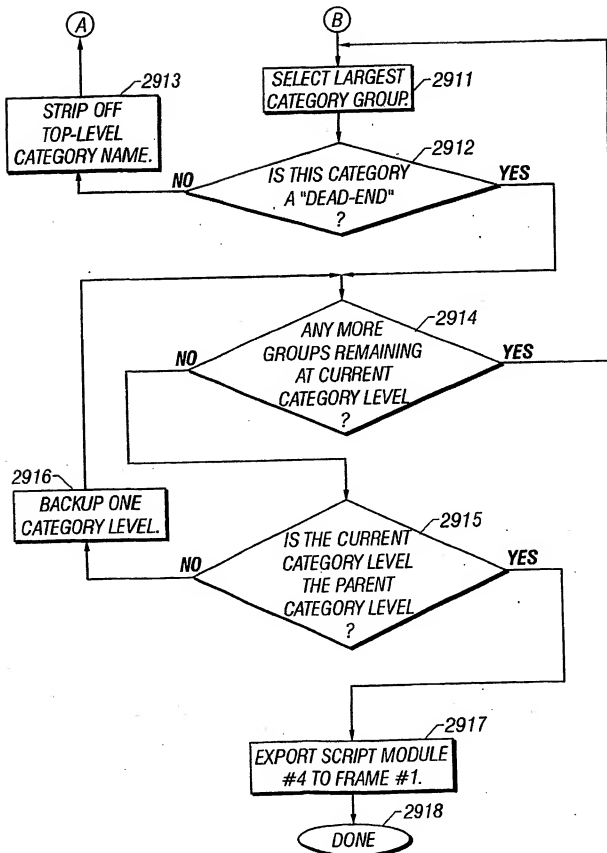 A
B
2913
STRIP OFF
TOP-LEVEL
CATEGORY NAME.
SELECT LARGEST
CATEGORY GROUP.
2911
2912
IS THIS CATEGORY
A "DEAD-END"
?
NO
YES
2914
ANY MORE
GROUPS REMAINING
AT CURRENT
CATEGORY LEVEL
?
NO
YES
2916
BACKUP ONE
CATEGORY LEVEL.
2915
IS THE CURRENT
CATEGORY LEVEL
THE PARENT
CATEGORY LEVEL
?
NO
YES
2917
EXPORT SCRIPT MODULE
#4 TO FRAME #1.
2918
DONE